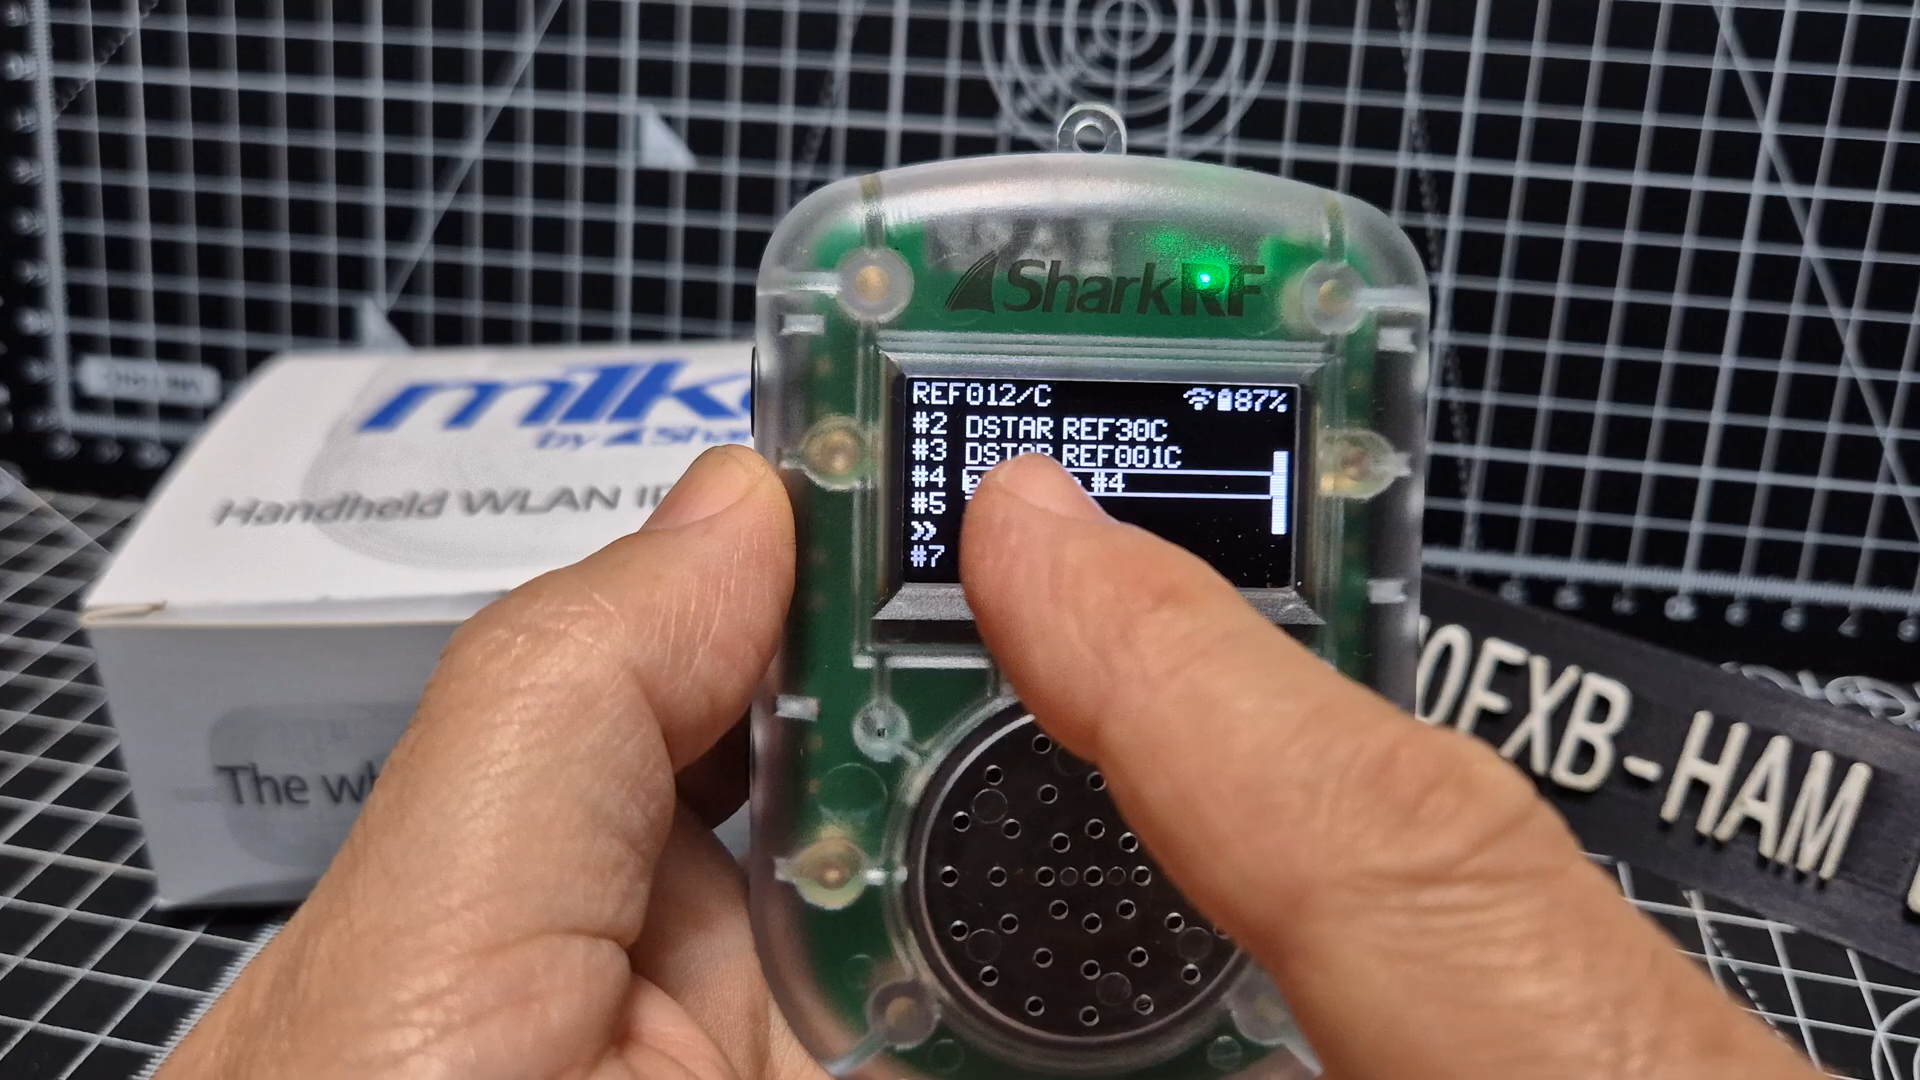 SharkRF
REF012/C 87%
#2 DSTAR REF30C
#3 DSTAR REF001C
#4 #4
#5
»
#7
m1k
by
Handheld WLAN
The
0FXB-HAM